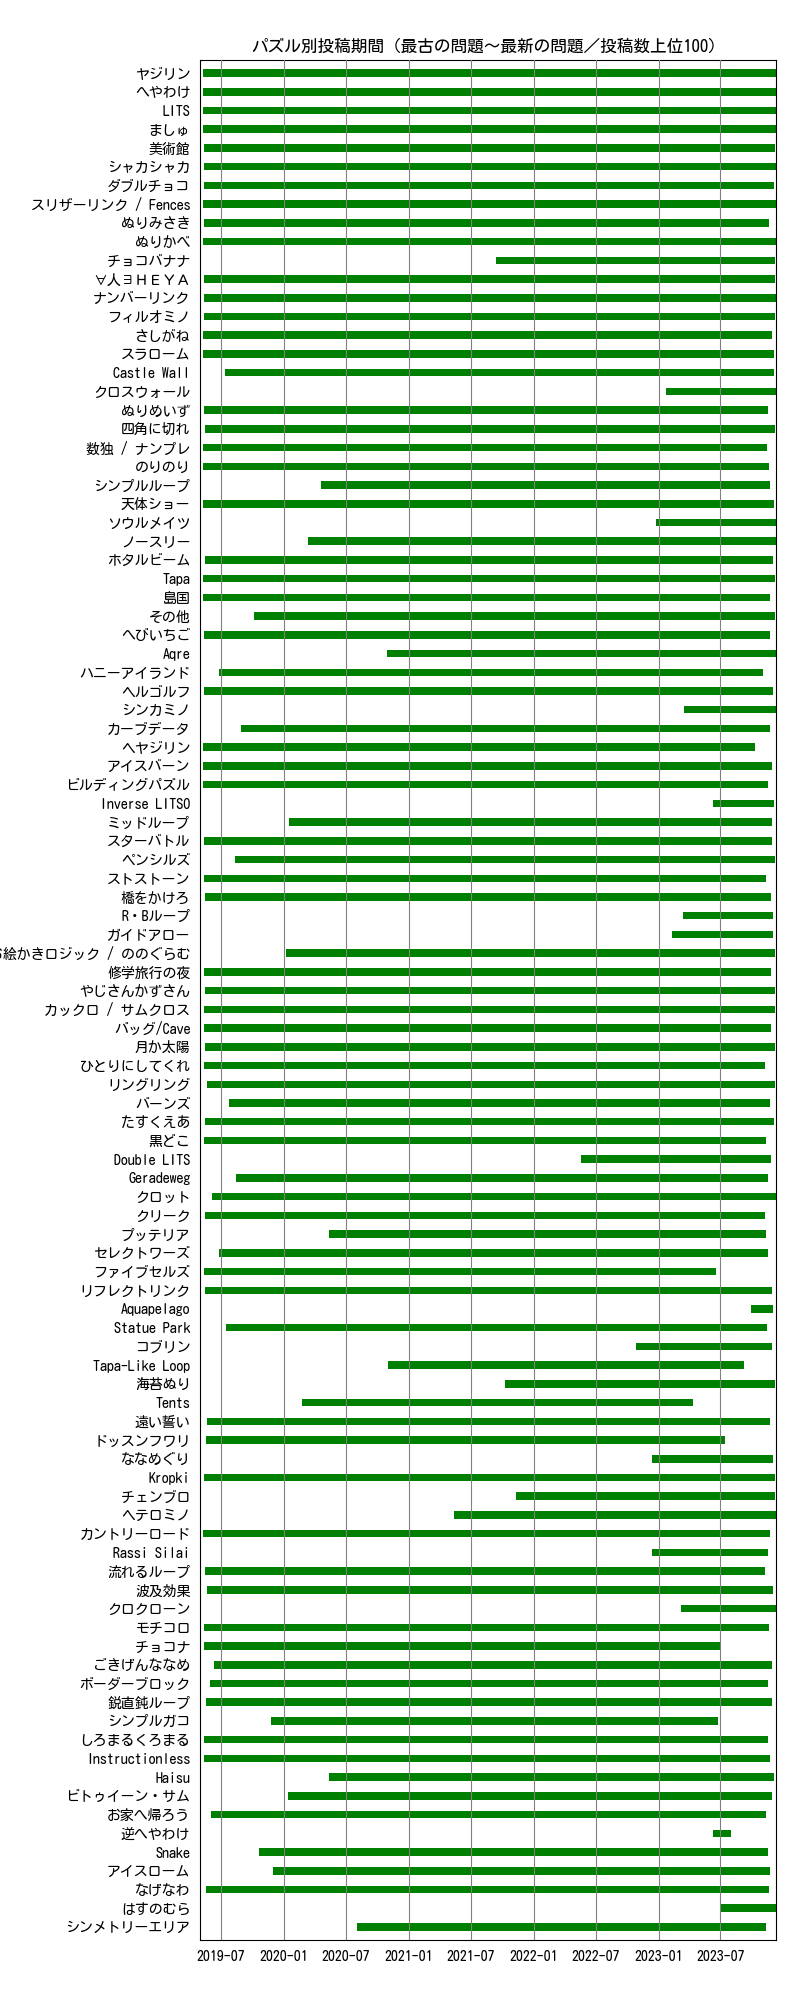 パズル別投稿期間（最古の問題～最新の問題／投稿数上位100）
ヤジリン
へやわけ
LITS
ましゅ
美術館
シャカシャカ
ダブルチョコ
スリザーリンク / Fences
ぬりみさき
ぬりかべ
チョコバナナ
∀人∃ＨＥＹＡ
ナンバーリンク
フィルオミノ
さしがね
スラローム
Castle Wall
クロスウォール
ぬりめいず
四角に切れ
数独 / ナンプレ
のりのり
シンプルループ
天体ショー
ソウルメイツ
ノースリー
ホタルビーム
Tapa
島国
その他
へびいちご
Aqre
ハニーアイランド
ヘルゴルフ
シンカミノ
カーブデータ
ヘヤジリン
アイスバーン
ビルディングパズル
Inverse LITSO
ミッドループ
スターバトル
ペンシルズ
ストストーン
橋をかけろ
R・Bループ
ガイドアロー
絵かきロジック / ののぐらむ
修学旅行の夜
やじさんかずさん
カックロ / サムクロス
バッグ/Cave
月か太陽
ひとりにしてくれ
リングリング
バーンズ
たすくえあ
黒どこ
Double LITS
Geradeweg
クロット
クリーク
プッテリア
セレクトワーズ
ファイブセルズ
リフレクトリンク
Aquapelago
Statue Park
コブリン
Tapa-Like Loop
海苔ぬり
Tents
遠い誓い
ドッスンフワリ
ななめぐり
Kropki
チェンブロ
ヘテロミノ
カントリーロード
Rassi Silai
流れるループ
波及効果
クロクローン
モチコロ
チョコナ
ごきげんななめ
ボーダーブロック
鋭直鈍ループ
シンプルガコ
しろまるくろまる
Instructionless
Haisu
ビトゥイーン・サム
お家へ帰ろう
逆へやわけ
Snake
アイスローム
なげなわ
はすのむら
シンメトリーエリア
2019-07 2020-01 2020-07 2021-01 2021-07 2022-01 2022-07 2023-01 2023-07